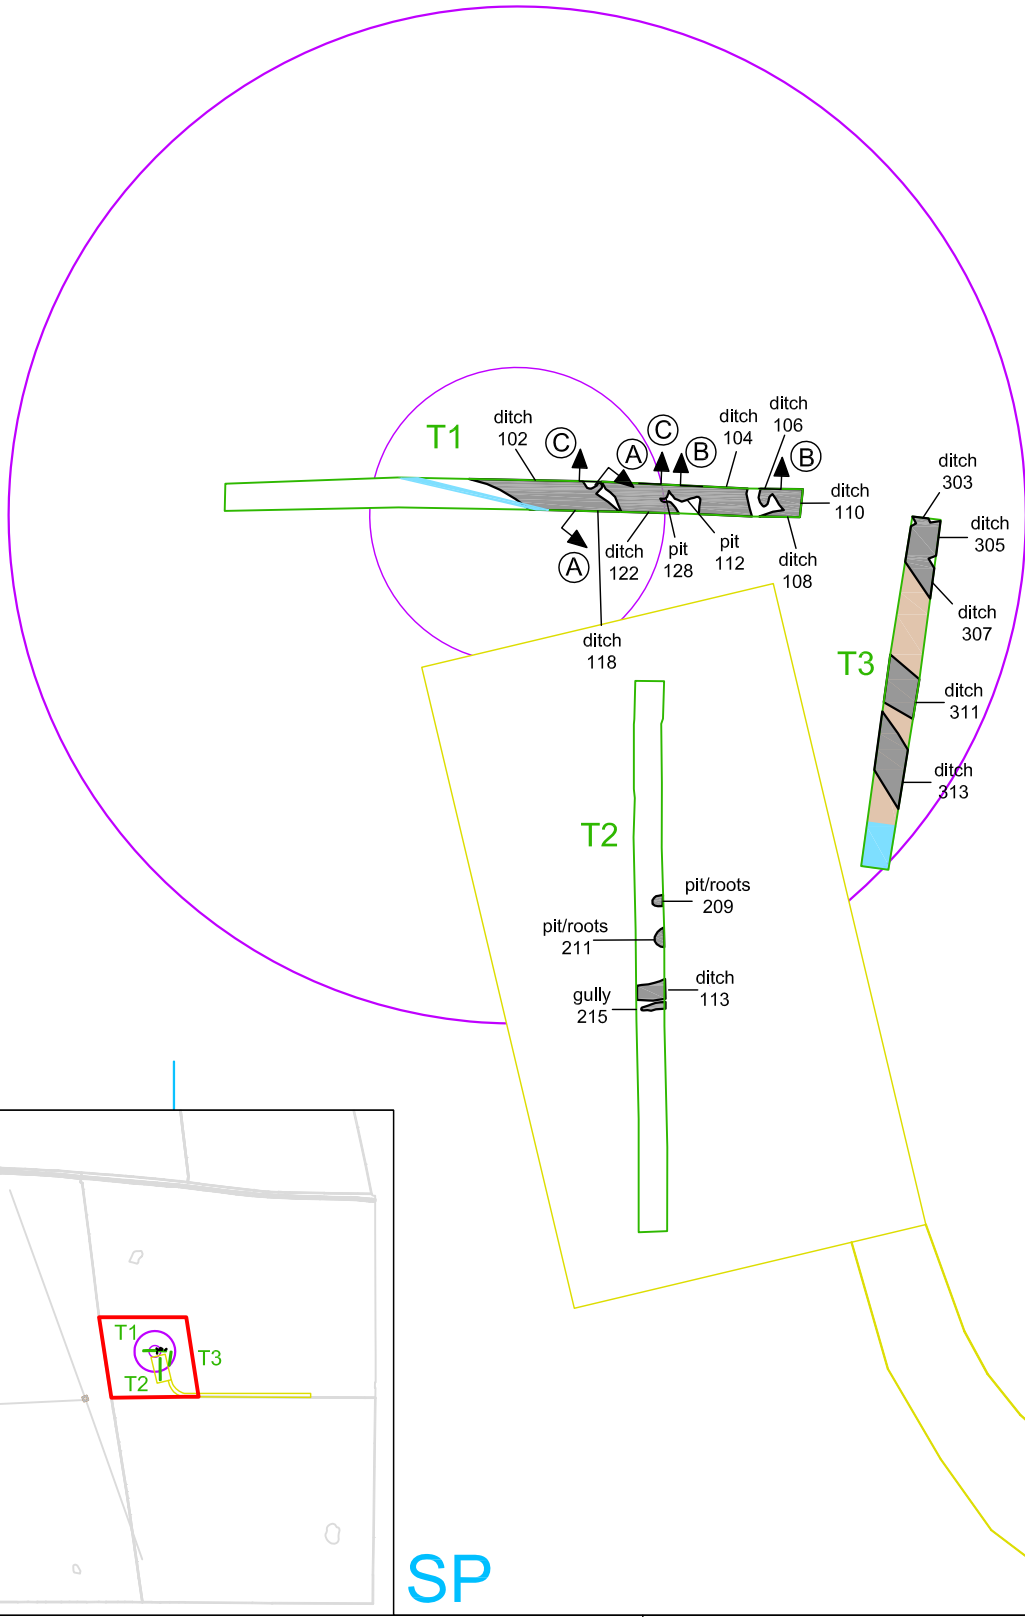 T1
ditch
102
C
A
C
B
ditch
104
ditch
106
B
ditch
110
ditch
108
pit
112
pit
128
ditch
122
A
ditch
118
ditch
303
ditch
305
ditch
307
T3
ditch
311
ditch
313
T2
pit/roots
209
pit/roots
211
ditch
113
gully
215
T1
T3
T2
SP